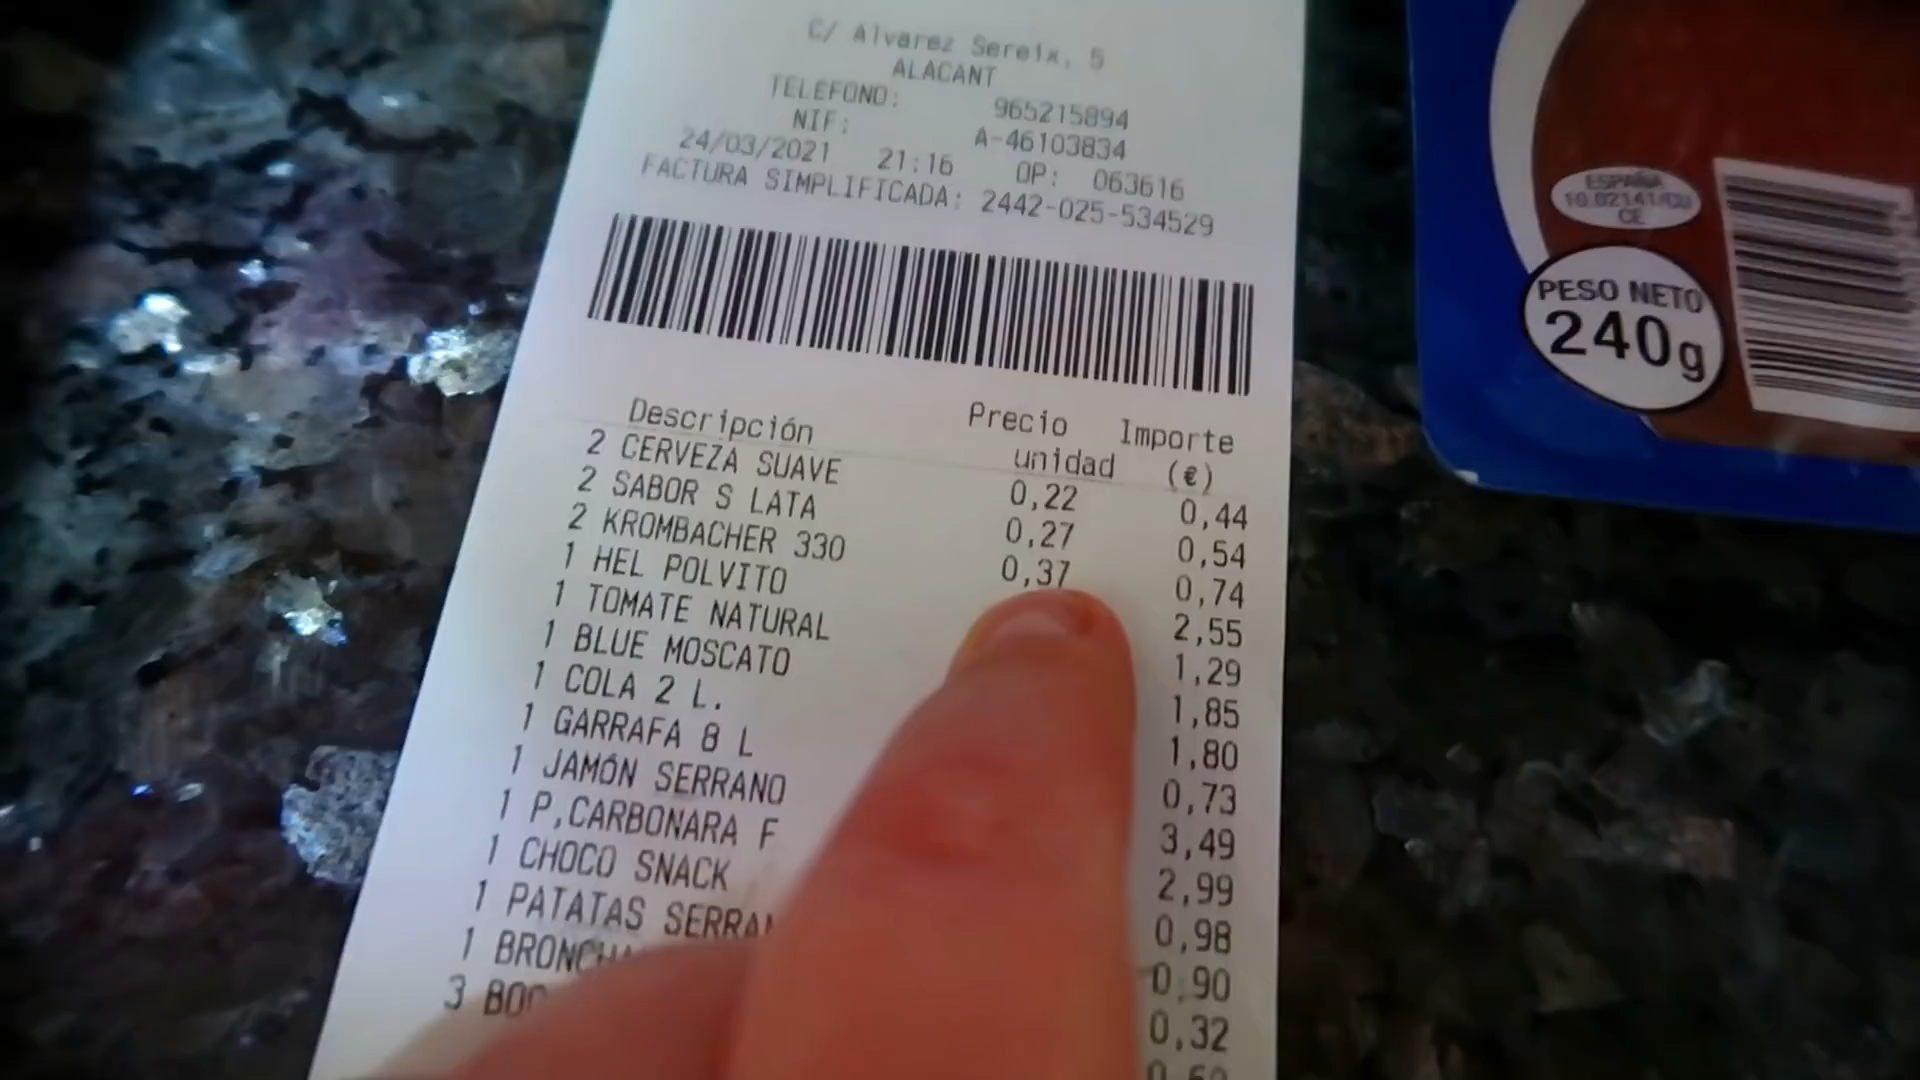 C/ Alvarez Sereix, 5
ALACANT
TELEFONO: 965215894
NIF: A-46103834
24/03/2021 21:16 OP: 063616
FACTURA SIMPLIFICADA: 2442-025-534529
Descripción Precio unidad Importe (€)
2 CERVEZA SUAVE 0,22 0,44
2 SABOR S LATA 0,27 0,54
2 KROMBACHER 330 0,37 0,74
1 HEL POLVITO 2,55
1 TOMATE NATURAL 1,29
1 BLUE MOSCATO 1,85
1 COLA 2 L. 1,80
1 GARRAFA 8 L 0,73
1 JAMÓN SERRANO 3,49
1 P,CARBONARA F 2,99
1 CHOCO SNACK 0,98
1 PATATAS 0,90
1 0,32
3
ESPAÑA
10.02141/CU
CE
PESO NETO
240g